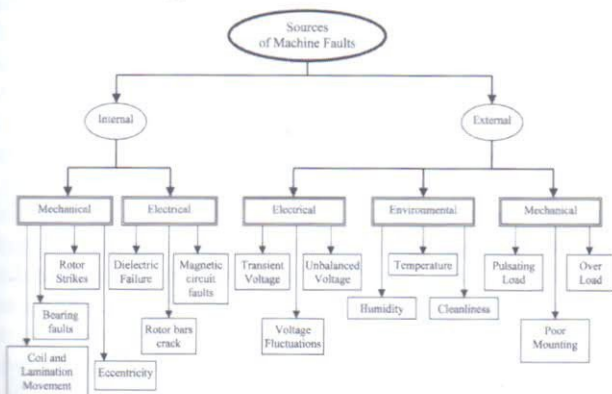 Sources
of Machine Faults
Internal
External
Mechanical
Electrical
Electrical
Environmental
Mechanical
Rotor
Strikes
Dielectric
Failure
Magnetic
circuit
faults
Transient
Voltage
Unbalanced
Voltage
Temperature
Pulsating
Load
Over
Load
Bearing
faults
Rotor bars
crack
Voltage
Fluctuations
Humidity
Cleanliness
Poor
Mounting
Coil and
Lamination
Movement
Eccentricity